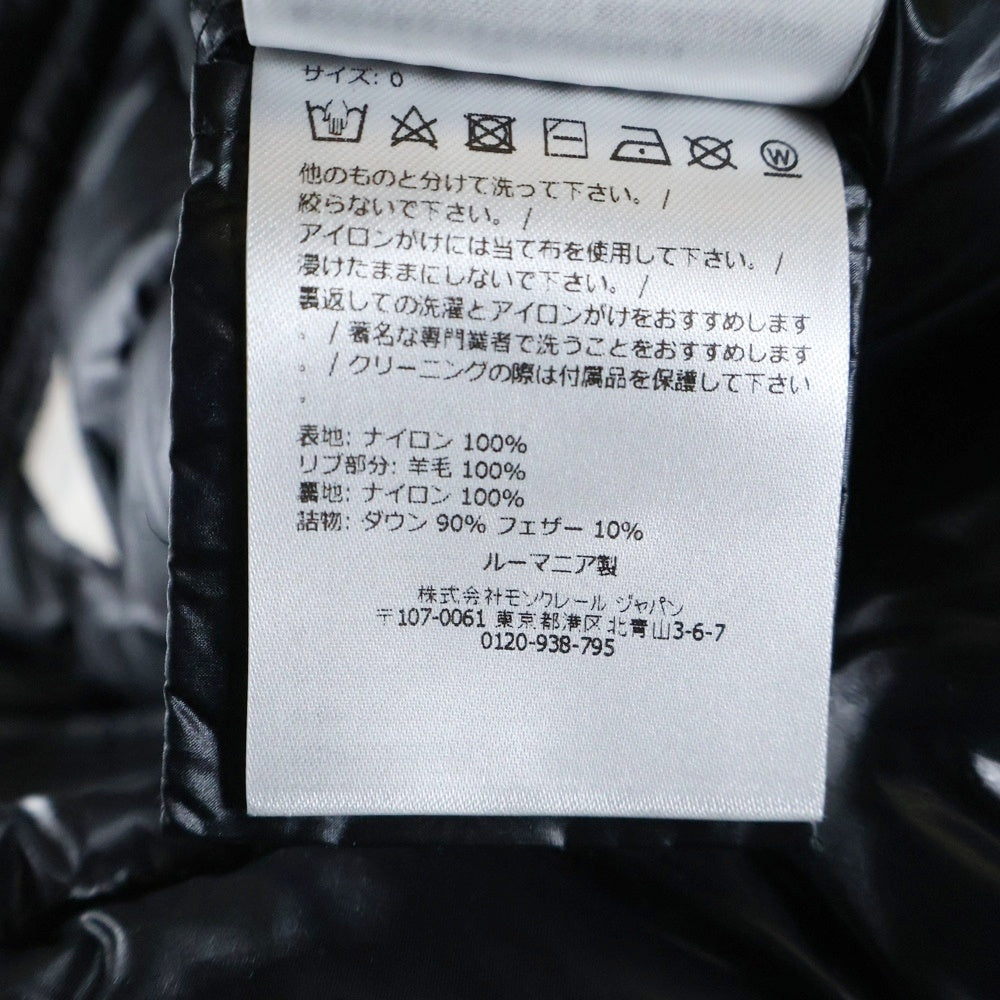 サイズ: 0
W
他のものと分けて洗って下さい。 /
絞らないで下さい。 /
アイロンがけには当て布を使用して下さい。 /
浸けたままにしないで下さい。 /
裏返しての洗濯とアイロンがけをおすすめします
。 / 著名な専門業者で洗うことをおすすめします
。 / クリーニングの際は付属品を保護して下さい
。
表地: ナイロン 100%
リブ部分: 羊毛 100%
裏地: ナイロン 100%
詰物: ダウン 90% フェザー 10%
ルーマニア製
株式会社モンクレール ジャパン
〒107-0061 東京都港区 北青山3-6-7
0120-938-795